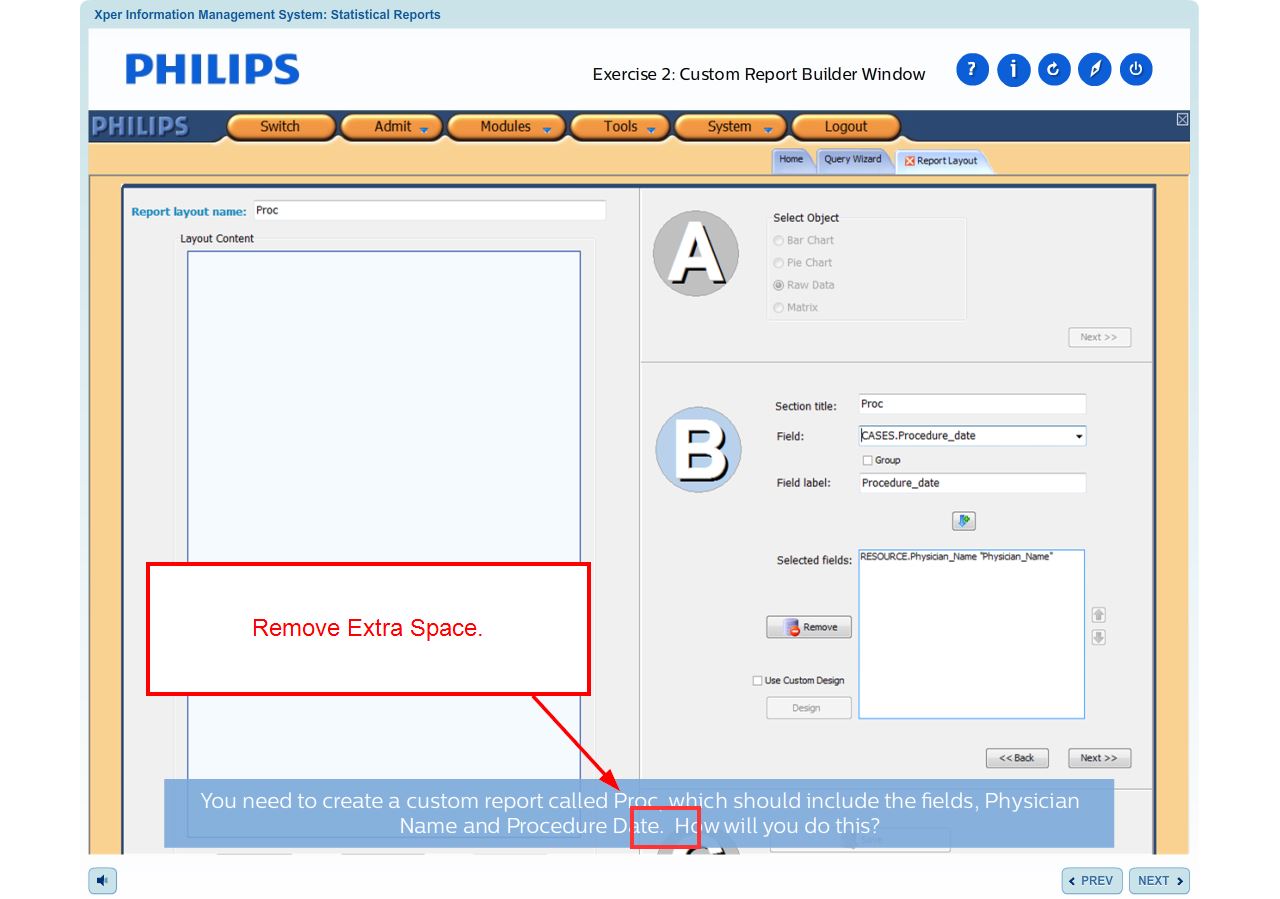 Xper Information Management System: Statistical Reports
PHILIPS
Exercise 2: Custom Report Builder Window
?
i
PHILIPS
Switch
Admit
Modules
Tools
System
Logout
Home
Query Wizard
Report Layout
Report layout name:
Proc
Layout Content
A
Select Object
Bar Chart
Pie Chart
Raw Data
Matrix
Next >>
B
Section title:
Proc
Field:
CASES.Procedure_date
Group
Field label:
Procedure_date
Selected fields:
RESOURCE.Physician_Name "Physician_Name"
Remove
Use Custom Design
Design
<< Back
Next >>
Remove Extra Space.
You need to create a custom report called Proc, which should include the fields, Physician
Name and Procedure Date.  How will you do this?
PREV
NEXT